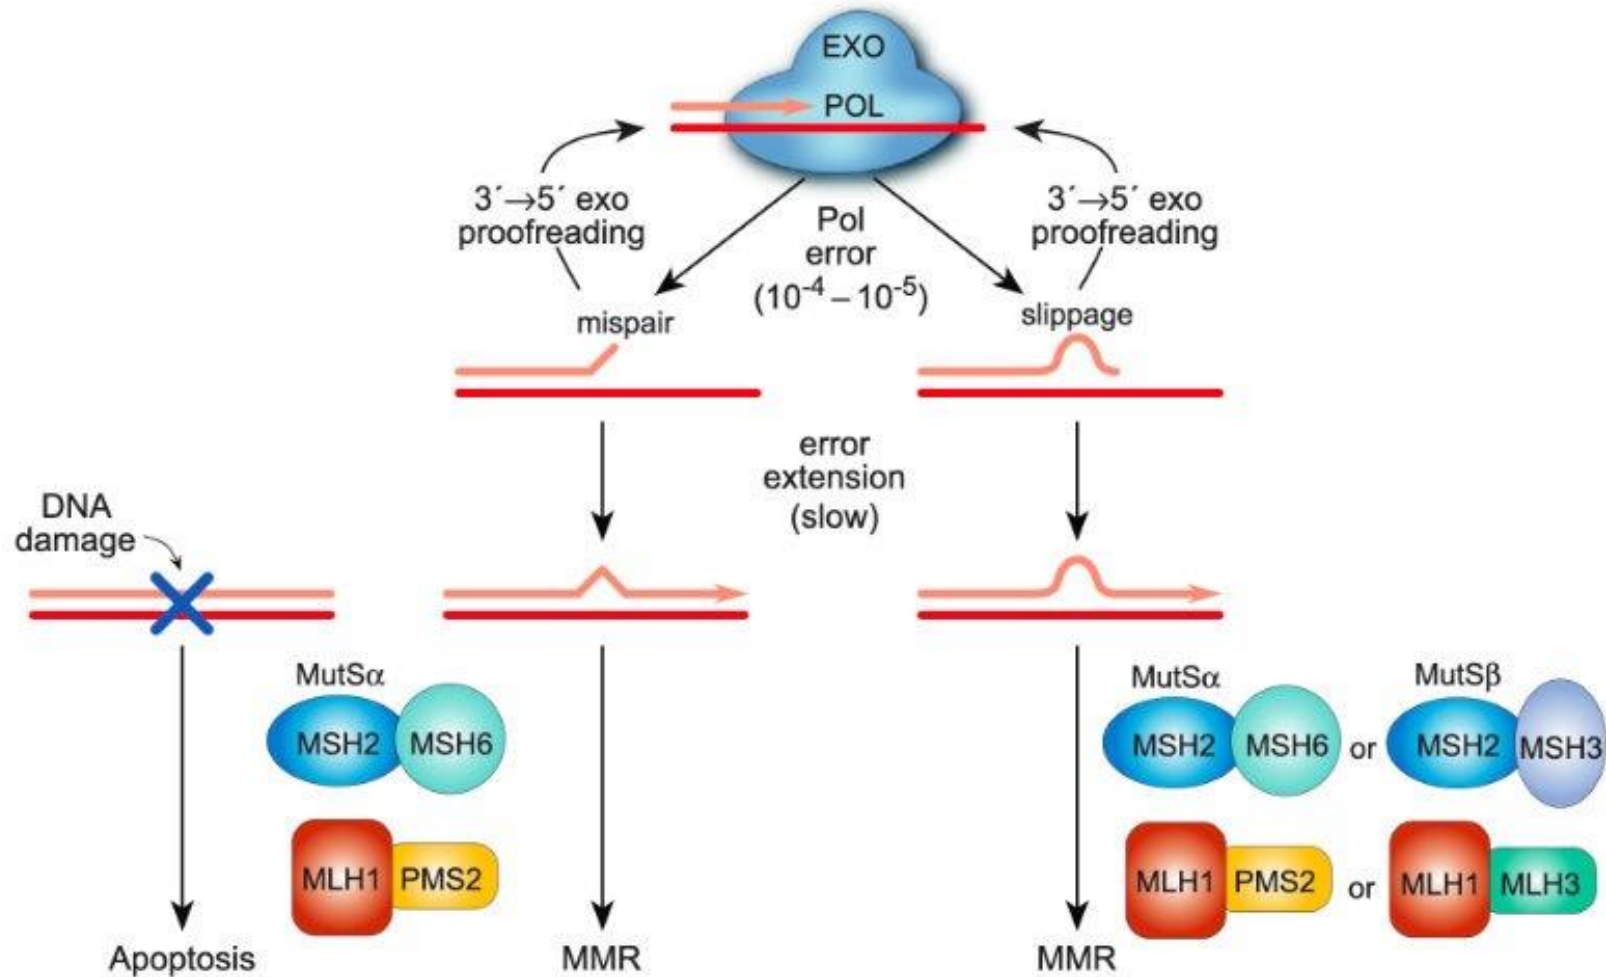 EXO
POL
3´→5´ exo
proofreading
Pol
error
(10⁻⁴ – 10⁻⁵)
3´→5´ exo
proofreading
mispair
slippage
error
extension
(slow)
DNA
damage
MutSα
MSH2 MSH6
MLH1 PMS2
MutSα
MSH2 MSH6
or
MutSβ
MSH2 MSH3
MLH1 PMS2
or
MLH1 MLH3
Apoptosis
MMR
MMR